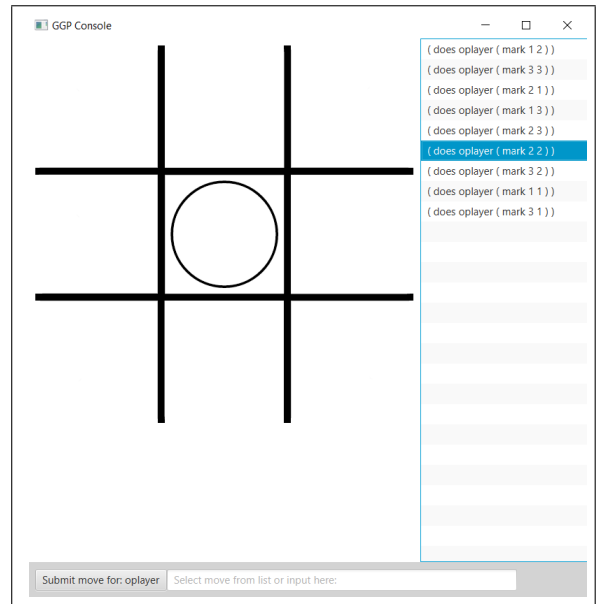 GGP Console
( does oplayer ( mark 1 2 ) )
( does oplayer ( mark 3 3 ) )
( does oplayer ( mark 2 1 ) )
( does oplayer ( mark 1 3 ) )
( does oplayer ( mark 2 3 ) )
( does oplayer ( mark 2 2 ) )
( does oplayer ( mark 3 2 ) )
( does oplayer ( mark 1 1 ) )
( does oplayer ( mark 3 1 ) )
Submit move for: oplayer Select move from list or input here: